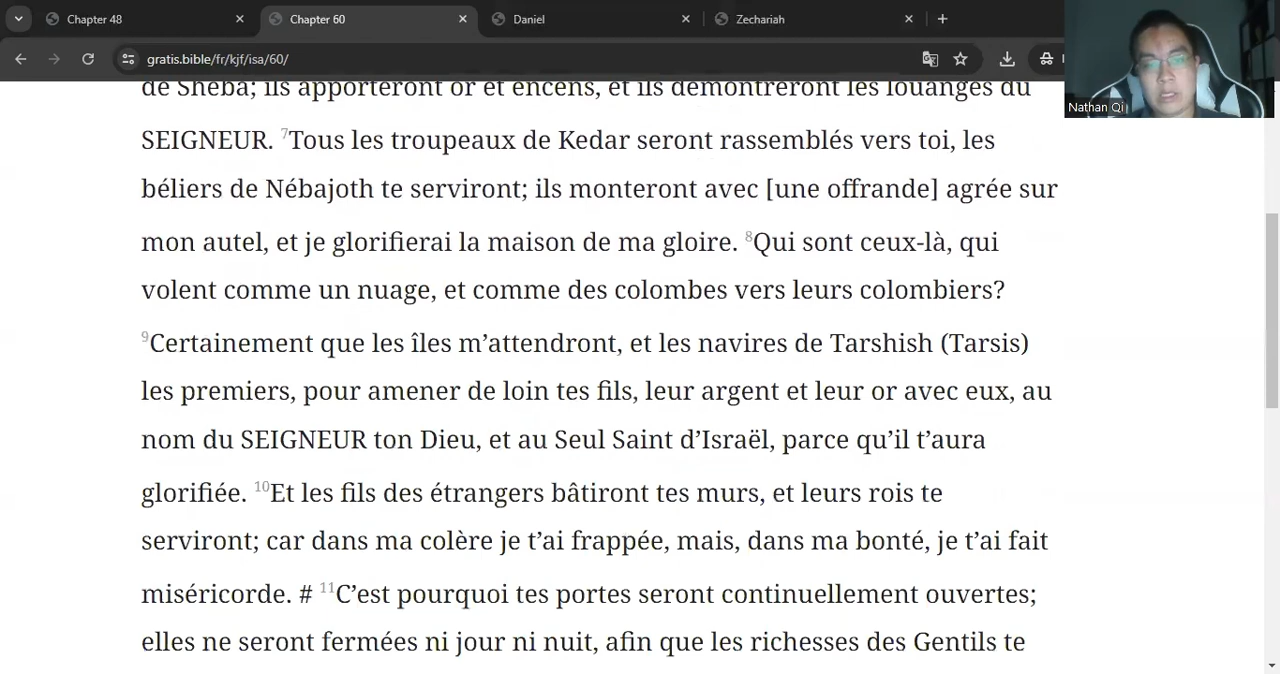 Chapter 48
Chapter 60
Daniel
Zechariah
gratis.bible/fr/kjf/isa/60/
Nathan Qi
de Sheba; ils apporteront or et encens, et ils démontreront les louanges du
SEIGNEUR. 7Tous les troupeaux de Kedar seront rassemblés vers toi, les
béliers de Nébajoth te serviront; ils monteront avec [une offrande] agrée sur
mon autel, et je glorifierai la maison de ma gloire. 8Qui sont ceux-là, qui
volent comme un nuage, et comme des colombes vers leurs colombiers?
9Certainement que les îles m’attendront, et les navires de Tarshish (Tarsis)
les premiers, pour amener de loin tes fils, leur argent et leur or avec eux, au
nom du SEIGNEUR ton Dieu, et au Seul Saint d’Israël, parce qu’il t’aura
glorifiée. 10Et les fils des étrangers bâtiront tes murs, et leurs rois te
serviront; car dans ma colère je t’ai frappée, mais, dans ma bonté, je t’ai fait
miséricorde. # 11C’est pourquoi tes portes seront continuellement ouvertes;
elles ne seront fermées ni jour ni nuit, afin que les richesses des Gentils te